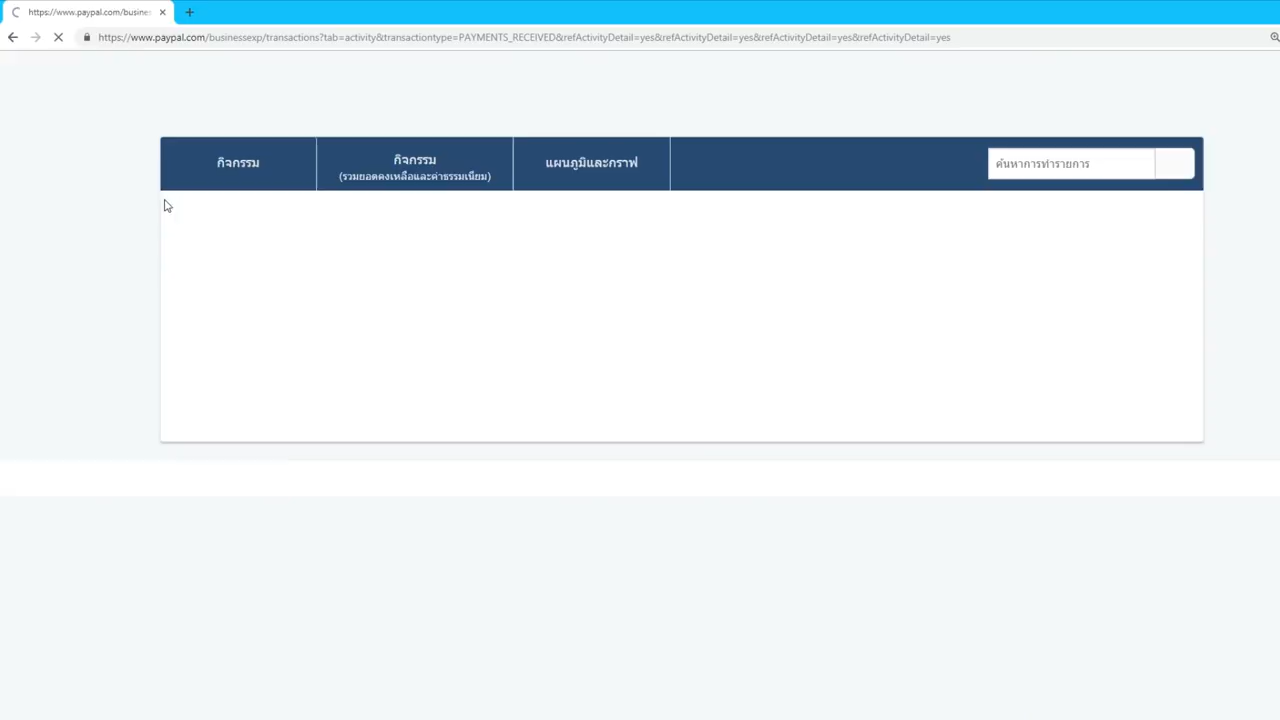 https://www.paypal.com/busines
https://www.paypal.com/businessexp/transactions?tab=activity&transactiontype=PAYMENTS_RECEIVED&refActivityDetail=yes&refActivityDetail=yes&refActivityDetail=yes&refActivityDetail=yes
กิจกรรม
กิจกรรม
(รวมยอดคงเหลือและค่าธรรมเนียม)
แผนภูมิและกราฟ
ค้นหาการทำรายการ